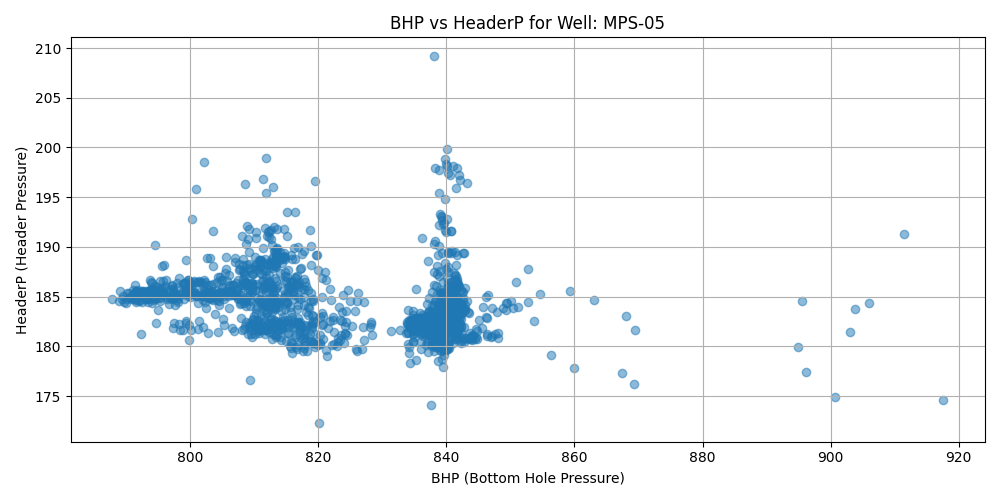 BHP vs HeaderP for Well: MPS-05
HeaderP (Header Pressure)
210
205
200
195
190
185
180
175
800 820 840 860 880 900 920
BHP (Bottom Hole Pressure)